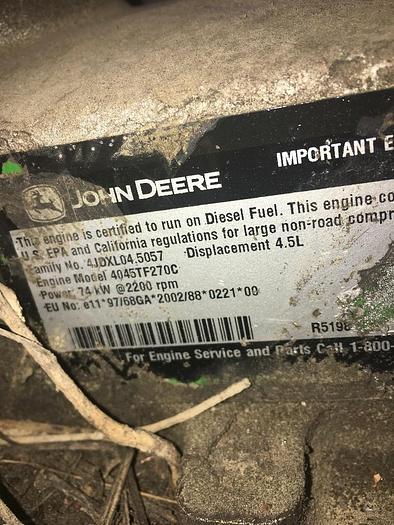 IMPORTANT E
JOHN DEERE
This engine is certified to run on Diesel Fuel. This engine co
U.S. EPA and California regulations for large non-road compr
Family No. 4JDXL04.5057 Displacement 4.5L
Engine Model 4045TF270C
Power, 74 kW @2200 rpm
EU No: e11*97/68GA*2002/88*0221*00
R5198
For Engine Service and Parts Call 1-800-